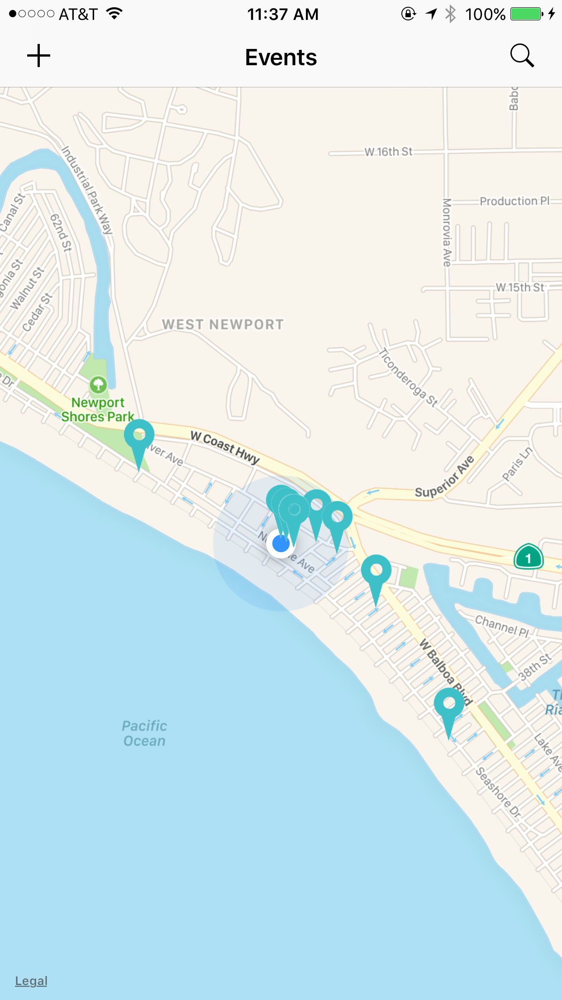 AT&T
11:37 AM
100%
Events
Babc
W 16th St
Industrial Park Way
Production Pl
Monrovia Ave
Canal St
62nd St
gonia St
Walnut St
Cedar St
W 15th St
WEST NEWPORT
Ticonderoga St
Dr
Newport
Shores Park
W Coast Hwy
iver Ave
Paris Ln
Superior Ave
1
Ave
Channel Pl
W Balboa Blvd
38th St
Pacific
Ocean
Ria
Lake Ave
Seashore Dr
Legal